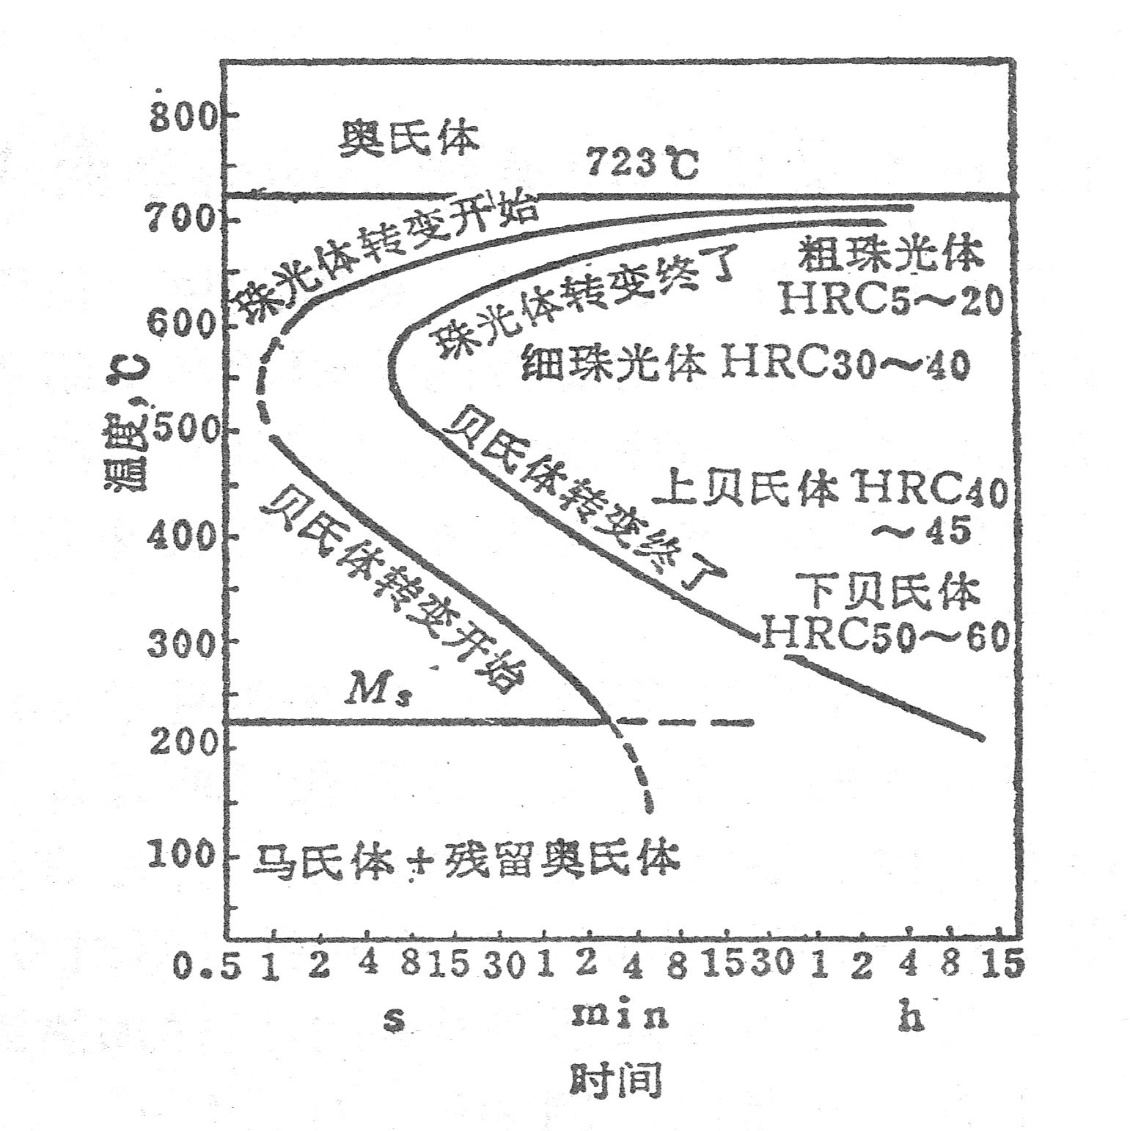 800
奥氏体
723℃
700
珠光体转变开始
粗珠光体
HRC5～20
600
珠光体转变终了
细珠光体 HRC30～40
温度,℃
500
贝氏体转变终了
上贝氏体 HRC40
～45
400
贝氏体转变开始
下贝氏体
HRC50～60
300
Ms
200
100
马氏体＋残留奥氏体
0.5 1 2 4 8 15 30 1 2 4 8 15 30 1 2 4 8 15
s min h
时间